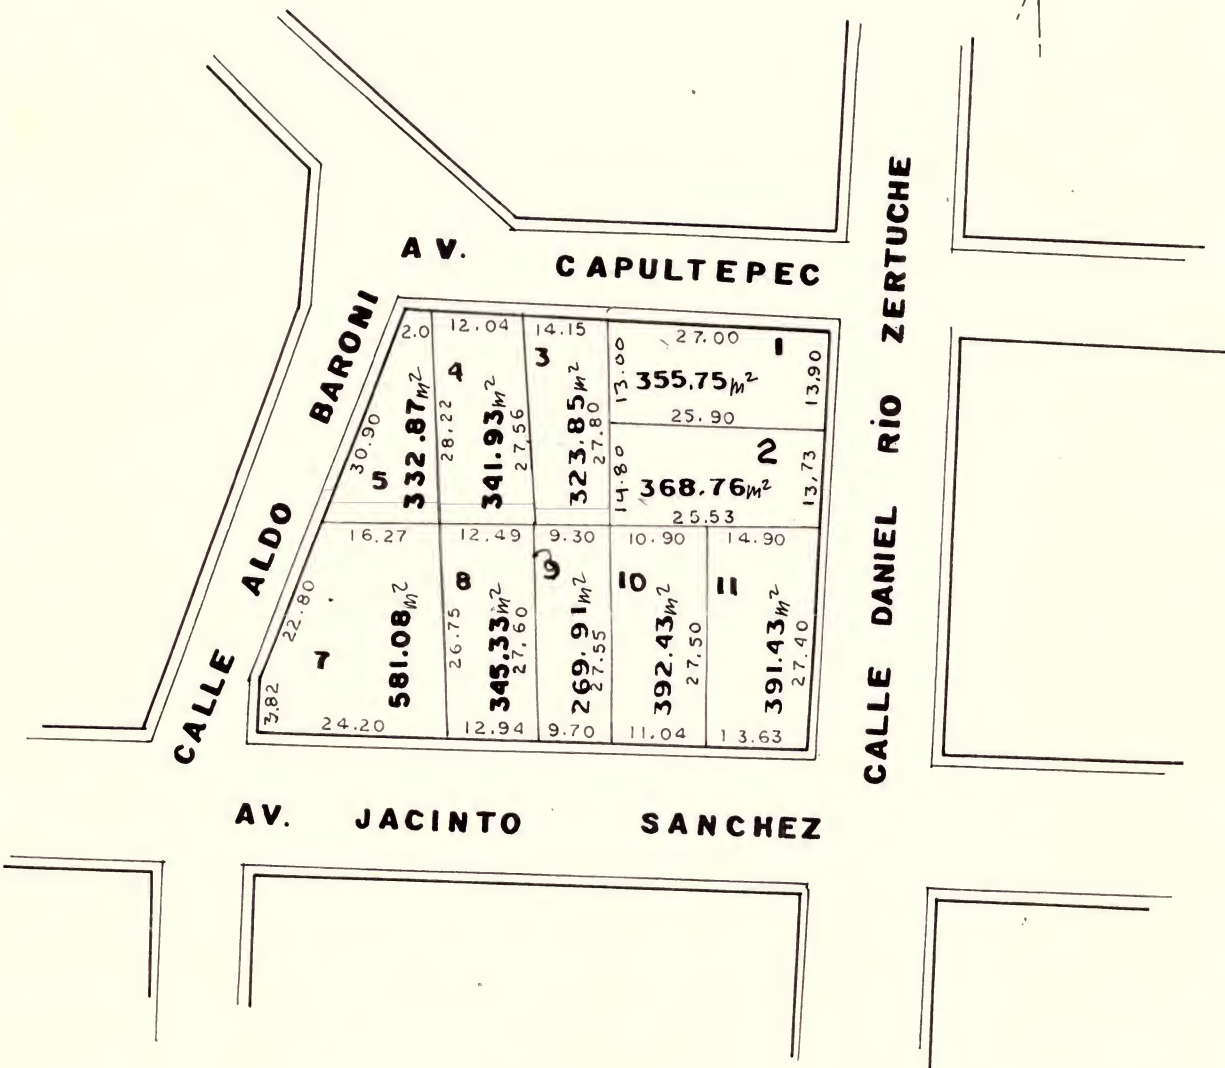 AV. CAPULTEPEC
CALLE ALDO BARONI
CALLE DANIEL RÍO ZERTUCHE
AV. JACINTO SANCHEZ
2.0
12.04
14.15
27.00
1
13.00
355.75m²
13,90
25.90
2
14.80
368.76m²
13,73
25.53
3
323.85m²
27.80
4
28.22
341.93m²
27.56
5
30.90
332.87m²
16.27
12.49
9.30
10.90
14.90
22.80
7
581.08m²
3.82
24.20
8
26.75
345.33m²
27.60
12.94
9
269.91m²
27.55
9.70
10
392.43m²
27.50
11.04
11
391.43m²
27.40
13.63